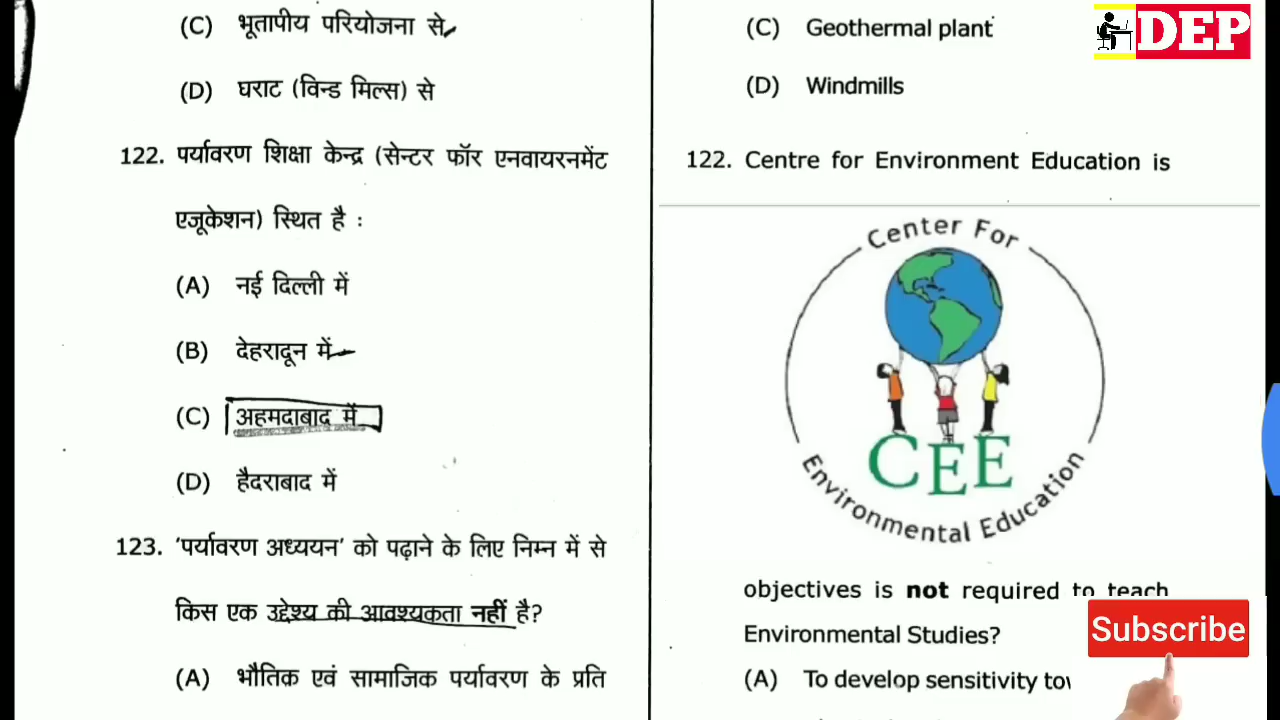 (C) भूतापीय परियोजना से
(D) घराट (विन्ड मिल्स) से
122. पर्यावरण शिक्षा केन्द्र (सेन्टर फॉर एनवायरनमेंट
एजूकेशन) स्थित है :
(A) नई दिल्ली में
(B) देहरादून में
(C) अहमदाबाद में
(D) हैदराबाद में
123. 'पर्यावरण अध्ययन' को पढ़ाने के लिए निम्न में से
किस एक उद्देश्य की आवश्यकता नहीं है?
(A) भौतिक एवं सामाजिक पर्यावरण के प्रति
(C) Geothermal plant
(D) Windmills
122. Centre for Environment Education is
Center For
CEE
Environmental Education
objectives is not required to teach
Environmental Studies?
(A) To develop sensitivity
DEP
Subscribe